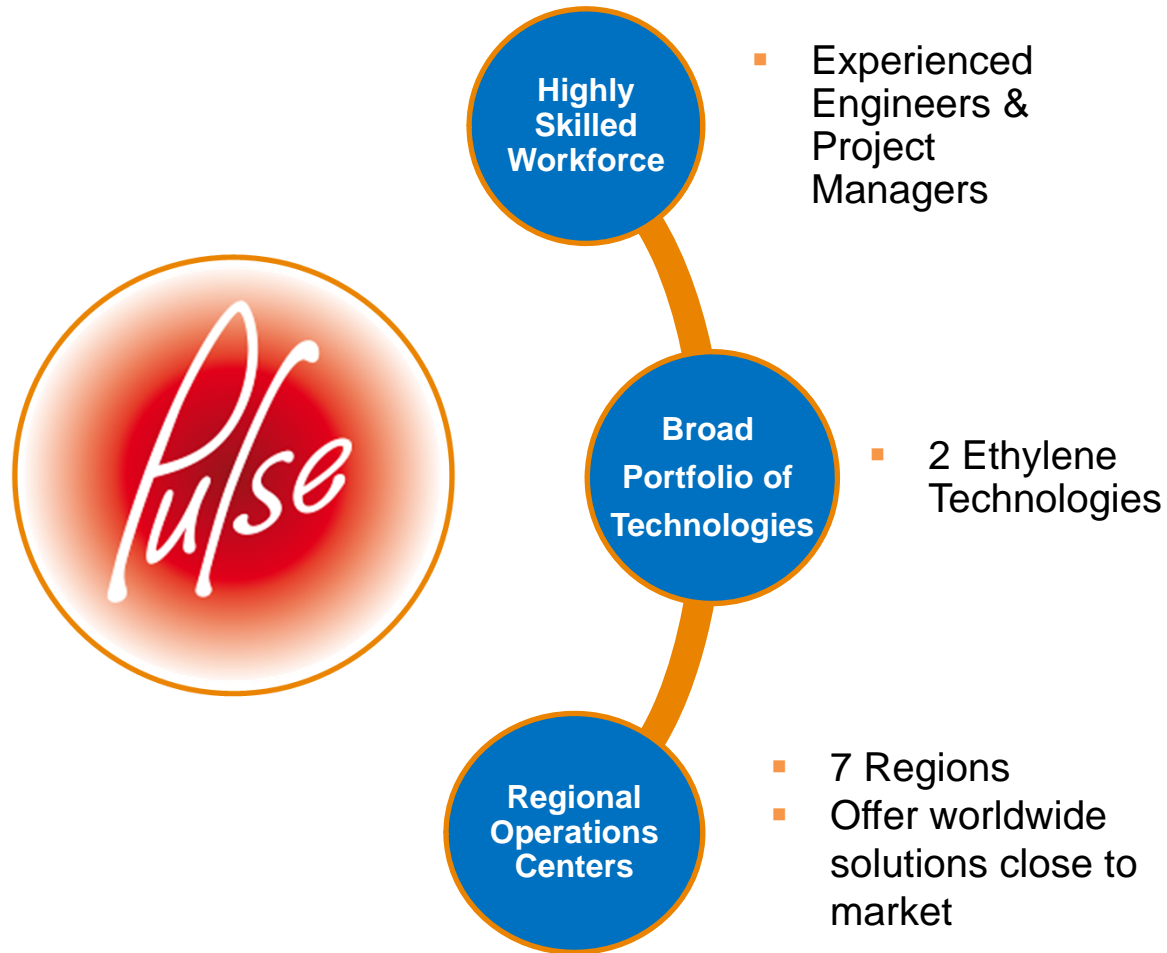 Pulse
Highly
Skilled
Workforce
▪ Experienced
Engineers &
Project
Managers
Broad
Portfolio of
Technologies
▪ 2 Ethylene
Technologies
Regional
Operations
Centers
▪ 7 Regions
▪ Offer worldwide
solutions close to
market